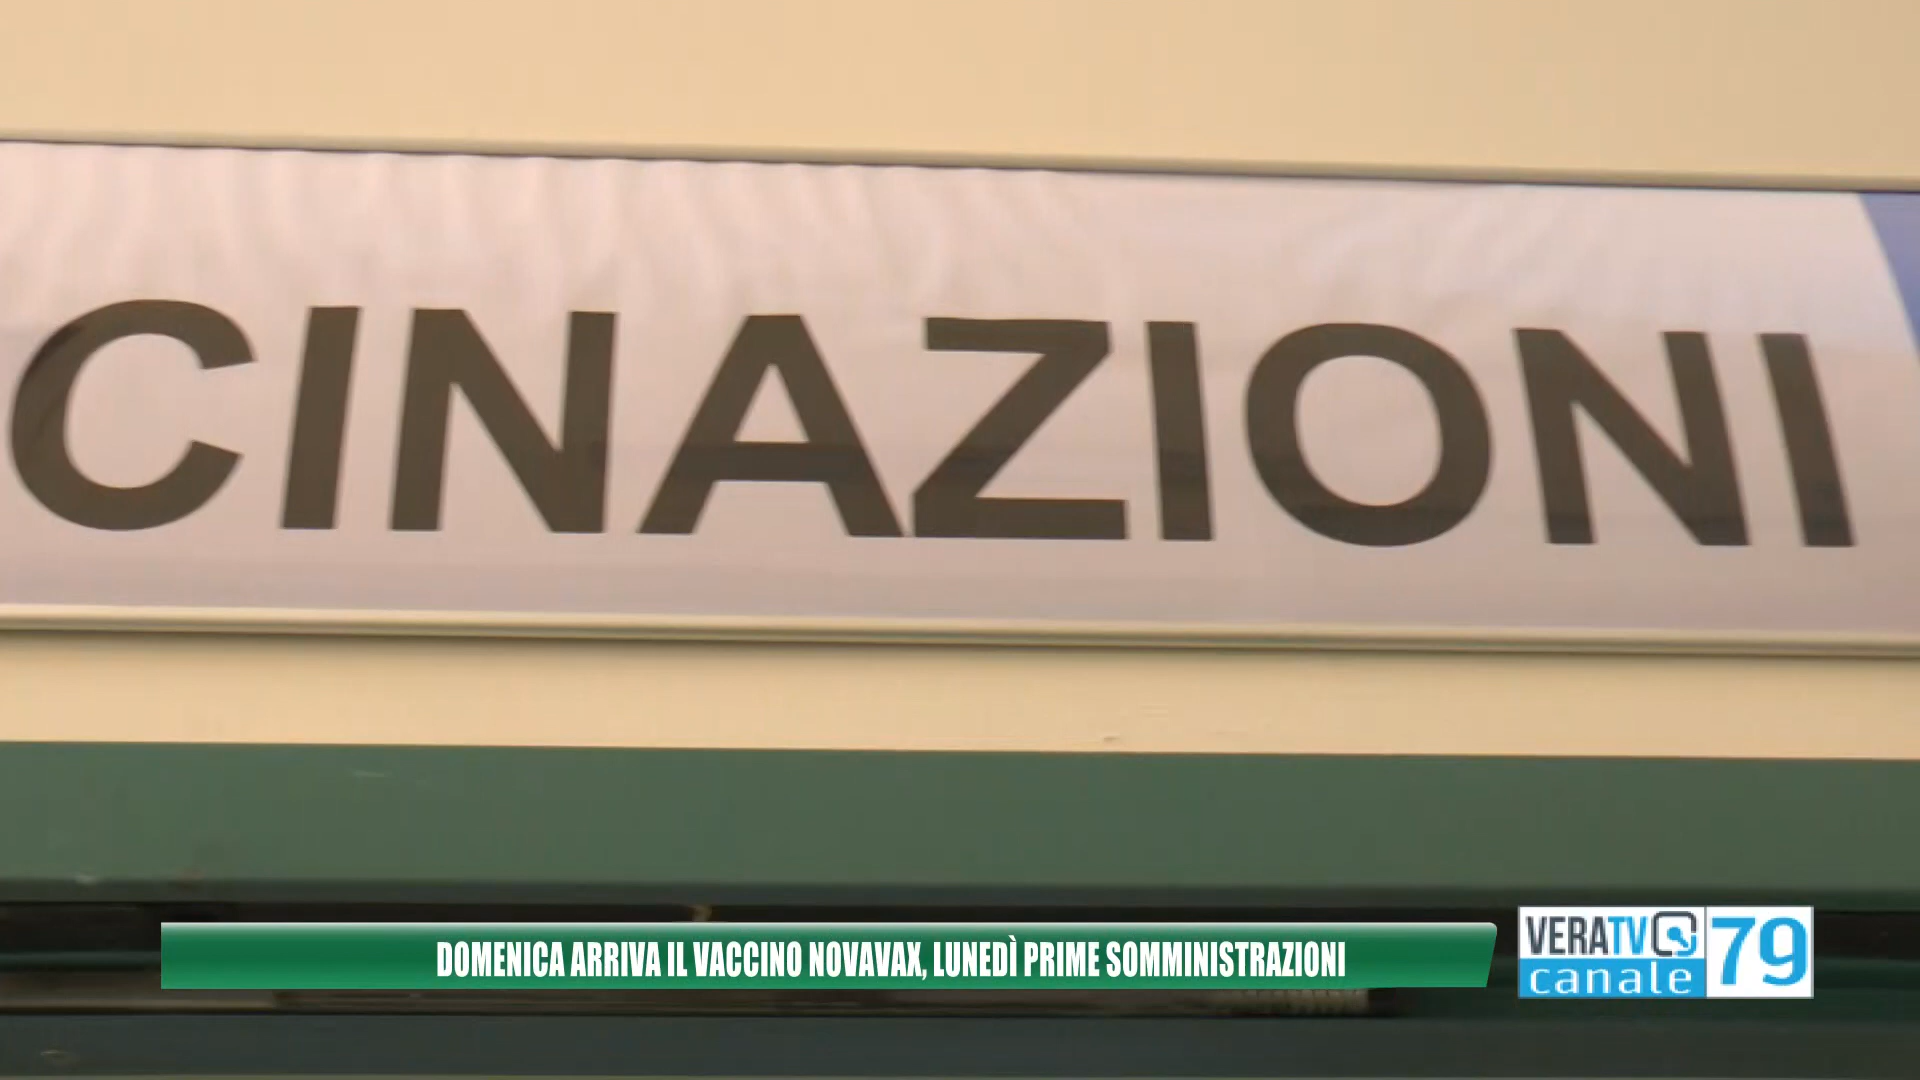 CINAZIONI
DOMENICA ARRIVA IL VACCINO NOVAVAX, LUNEDÌ PRIME SOMMINISTRAZIONI
VERATV
canale
79